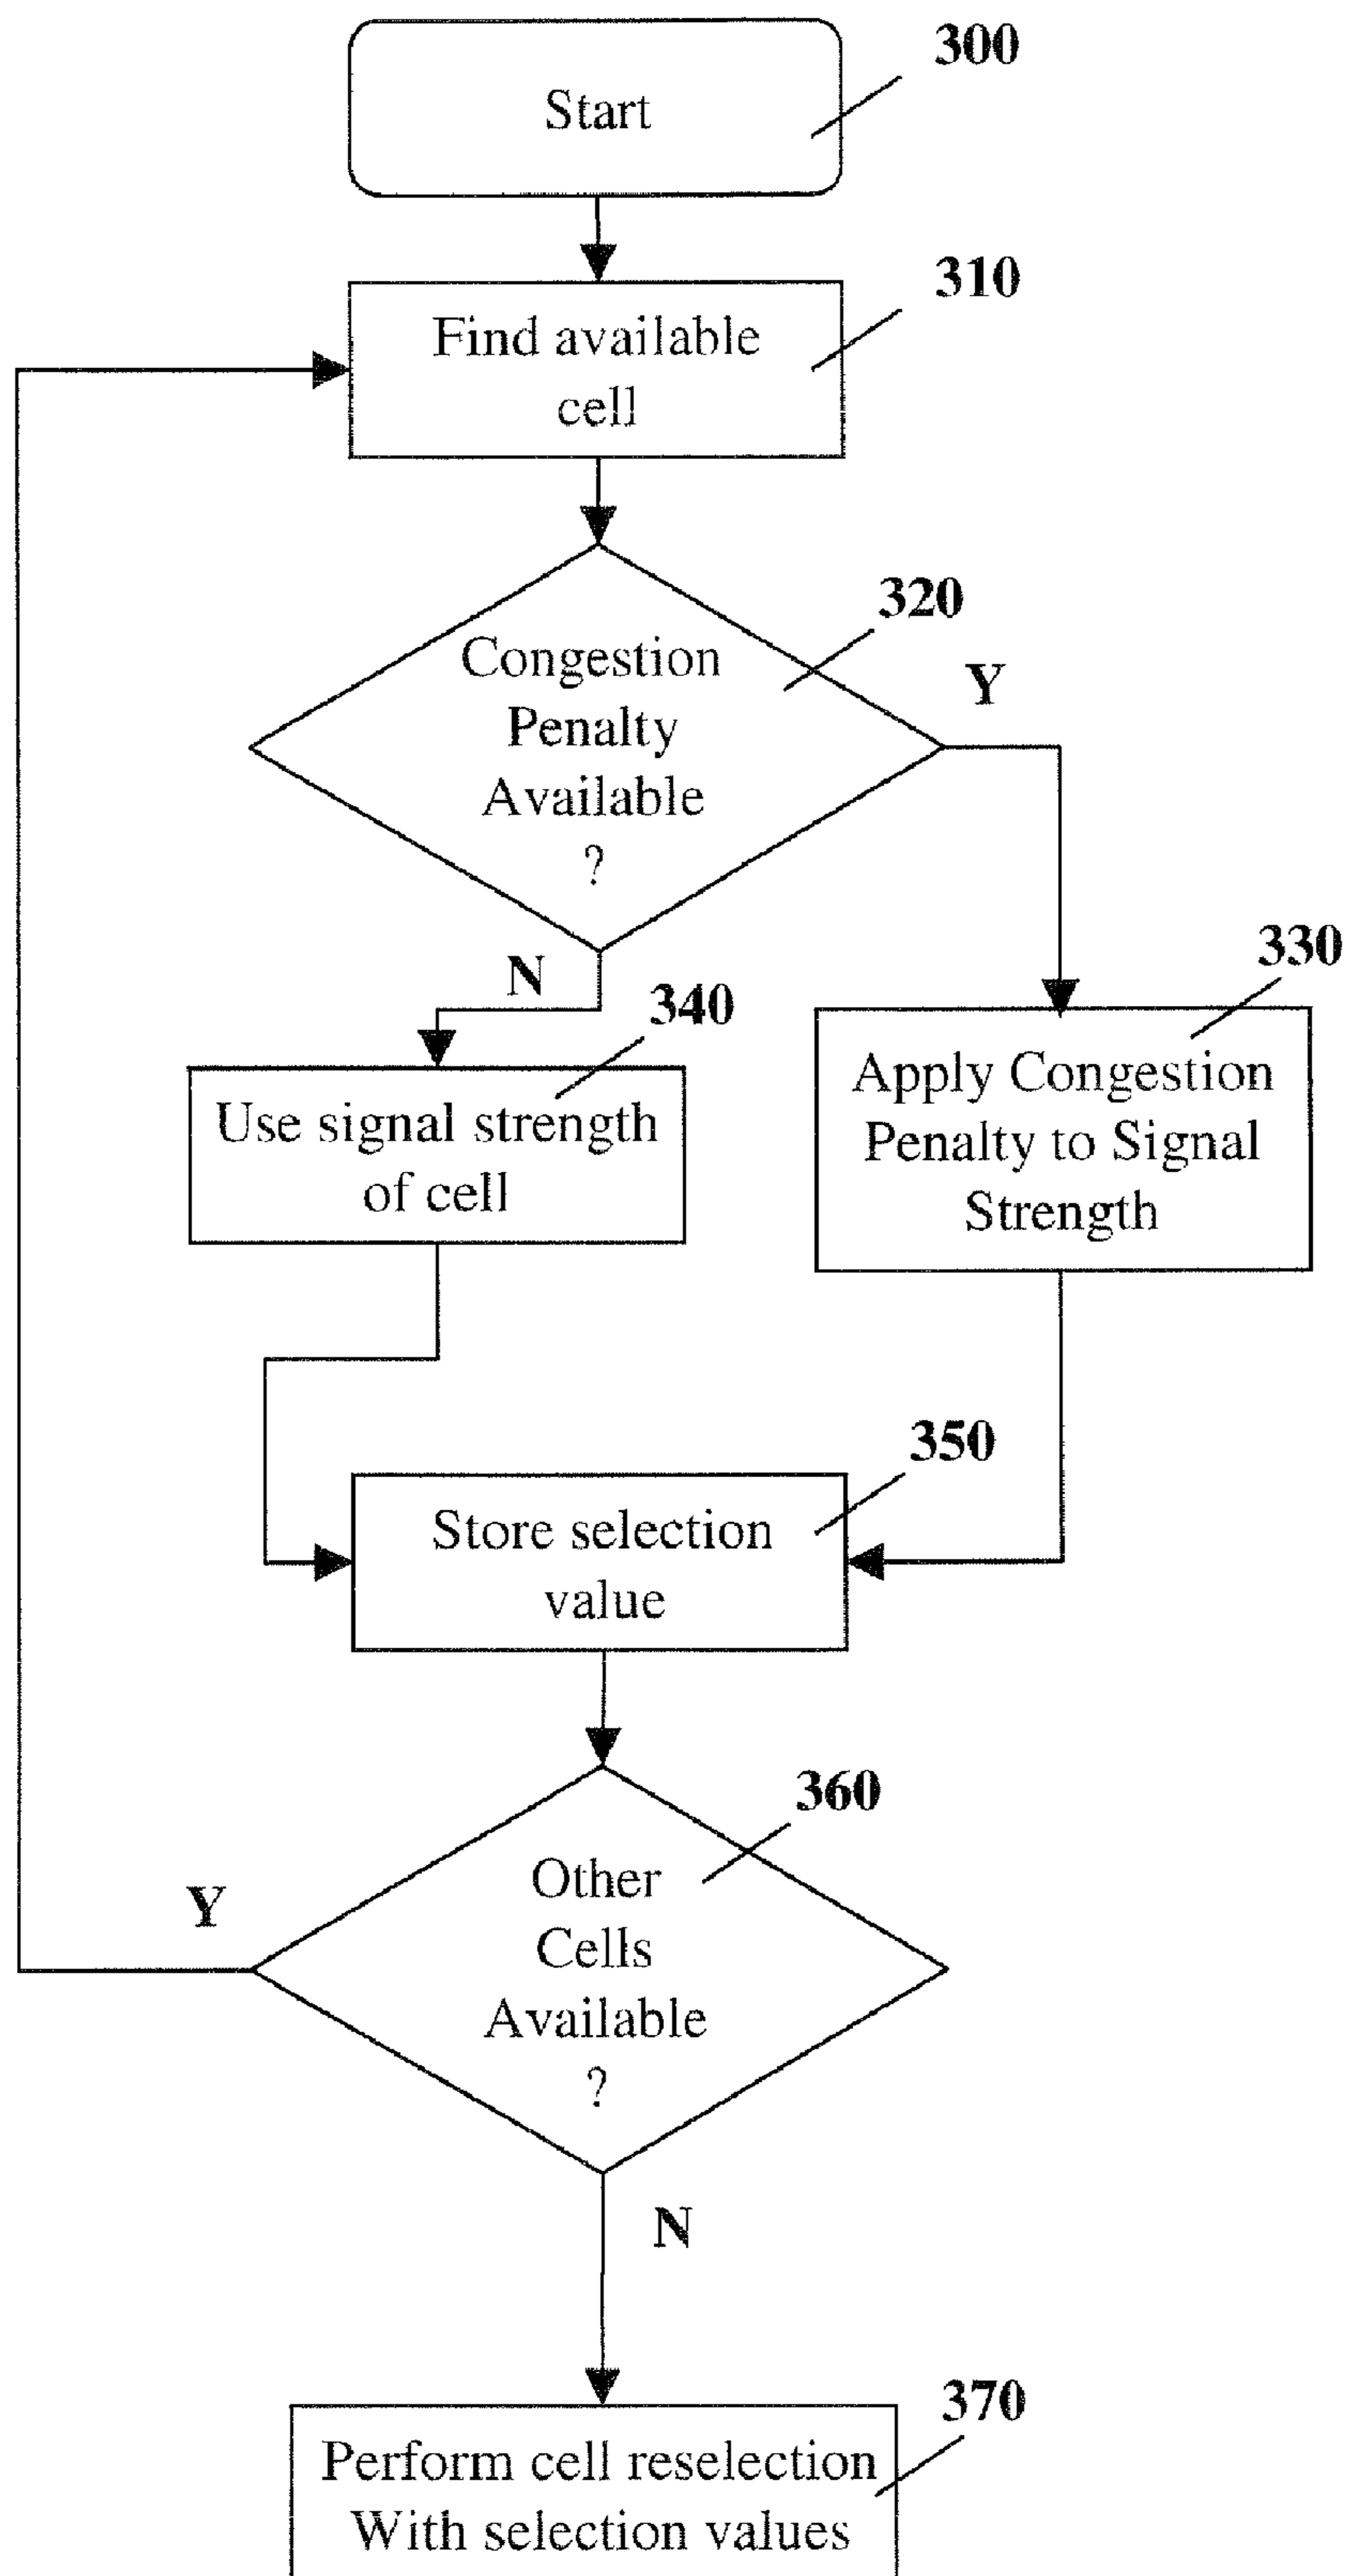 300
Start
310
Find available
cell
320
Congestion
Penalty
Available
?
Y
N
330
340
Apply Congestion
Penalty to Signal
Strength
Use signal strength
of cell
350
Store selection
value
360
Other
Cells
Available
?
Y
N
370
Perform cell reselection
With selection values